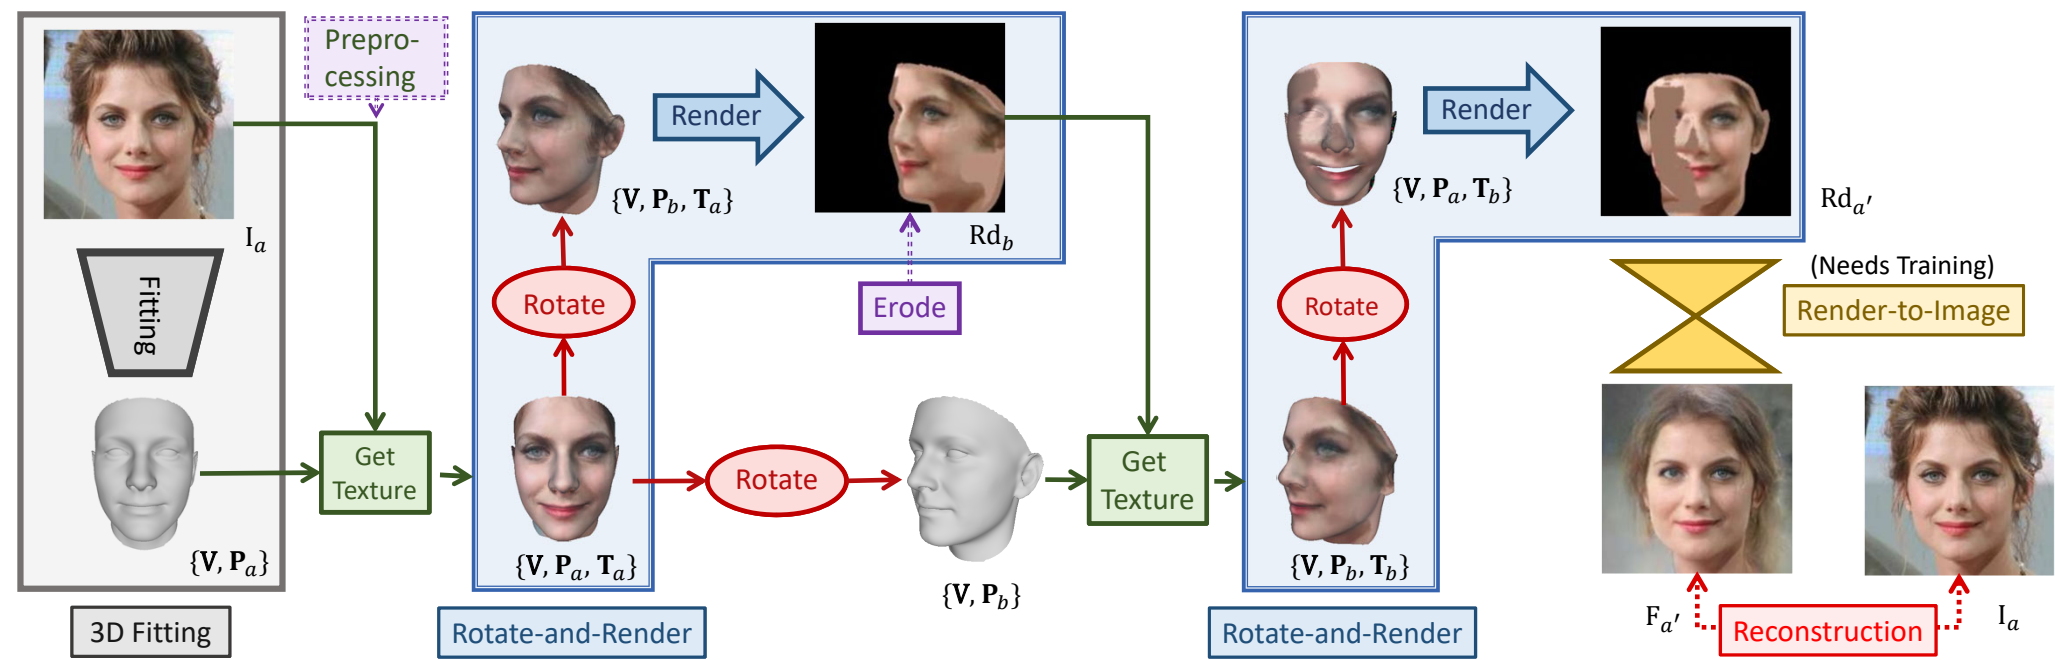 Prepro-
cessing
I_a
Fitting
{V, P_a}
3D Fitting
Get
Texture
Rotate
{V, P_b, T_a}
Render
Rd_b
Erode
{V, P_a, T_a}
Rotate
{V, P_b}
Rotate-and-Render
Get
Texture
Rotate
{V, P_a, T_b}
Render
Rd_a′
{V, P_b, T_b}
Rotate-and-Render
(Needs Training)
Render-to-Image
F_a′
Reconstruction
I_a